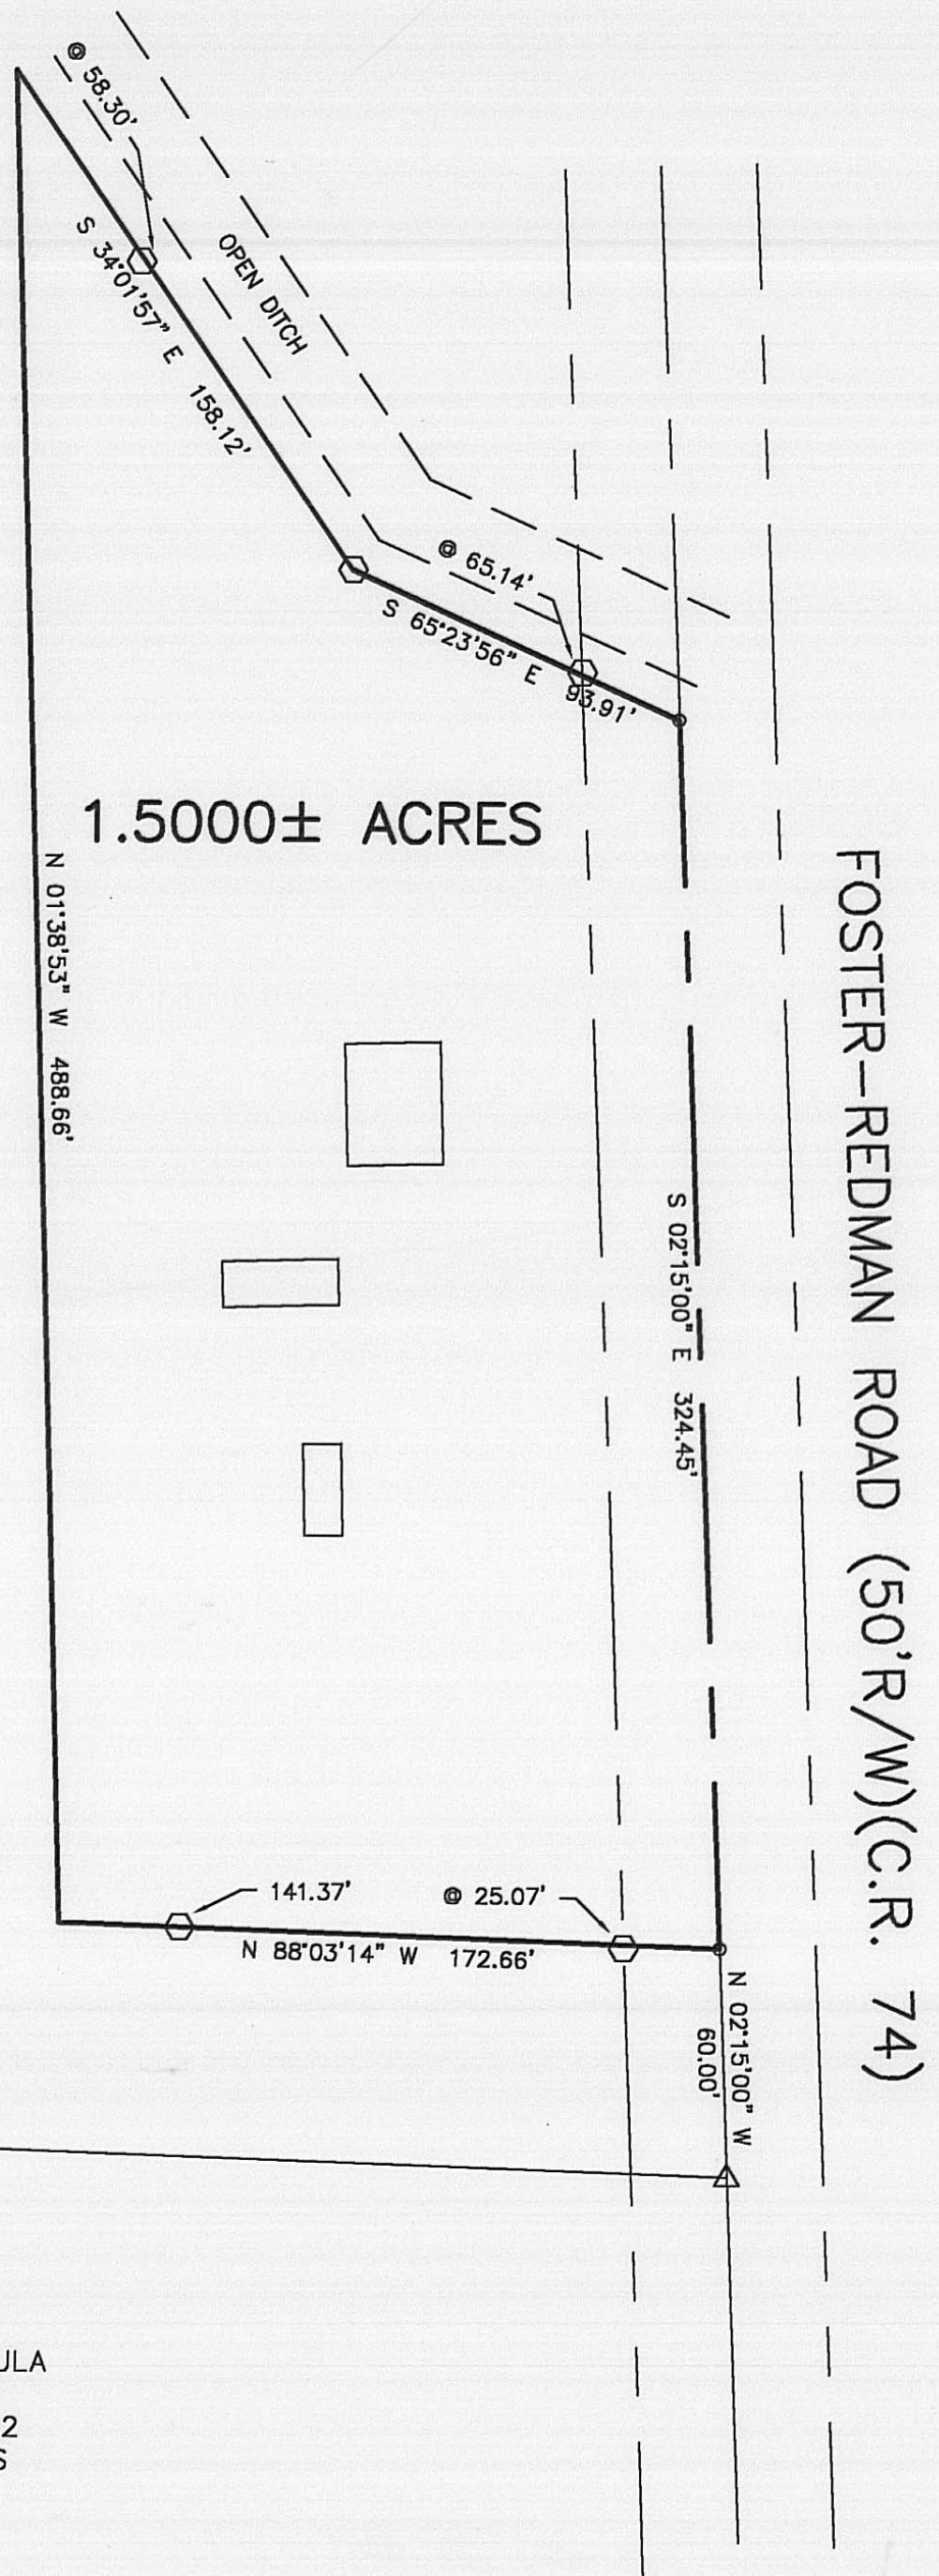 @ 58.30'
OPEN DITCH
S 34°01'57" E 158.12'
@ 65.14'
S 65°23'56" E 93.91'
1.5000± ACRES
FOSTER-REDMAN ROAD (50'R/W)(C.R. 74)
N 01°38'53" W 488.66'
S 02°15'00" E 324.45'
141.37'
@ 25.07'
N 88°03'14" W 172.66'
N 02°15'00" W
60.00'
ULA
2
S